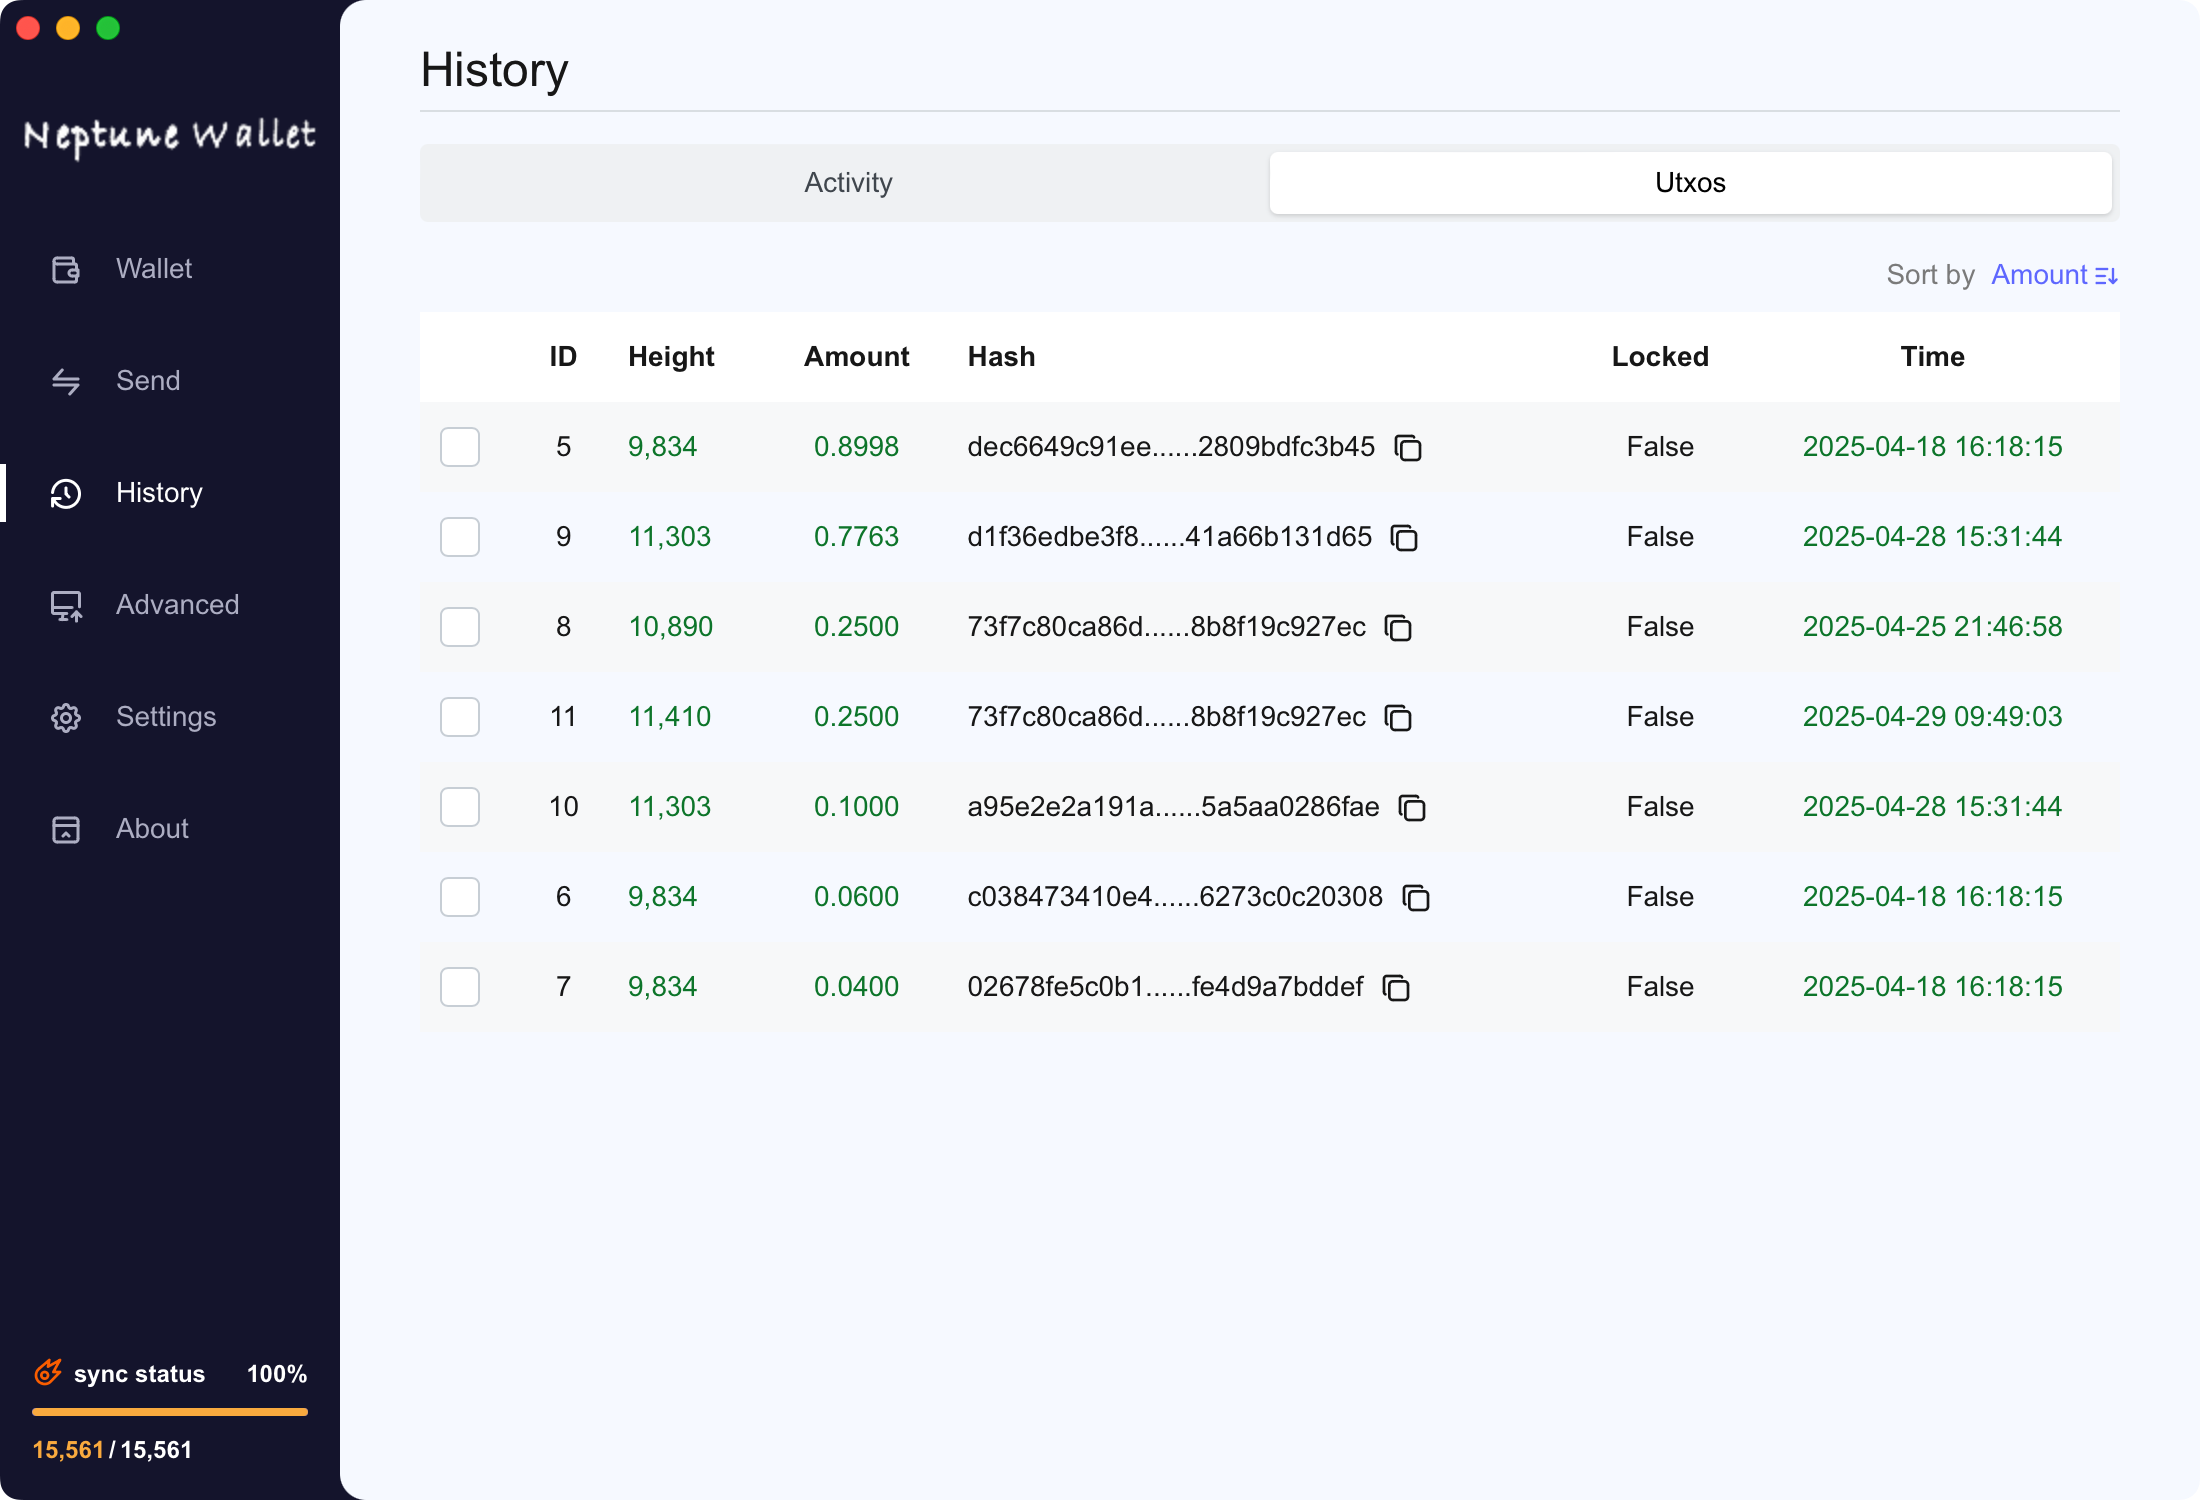 Neptune Wallet
Wallet
Send
History
Advanced
Settings
About
sync status 100%
15,561/15,561
History
Activity Utxos
Sort by Amount
ID Height Amount Hash Locked Time
5 9,834 0.8998 dec6649c91ee......2809bdfc3b45 False 2025-04-18 16:18:15
9 11,303 0.7763 d1f36edbe3f8......41a66b131d65 False 2025-04-28 15:31:44
8 10,890 0.2500 73f7c80ca86d......8b8f19c927ec False 2025-04-25 21:46:58
11 11,410 0.2500 73f7c80ca86d......8b8f19c927ec False 2025-04-29 09:49:03
10 11,303 0.1000 a95e2e2a191a......5a5aa0286fae False 2025-04-28 15:31:44
6 9,834 0.0600 c038473410e4......6273c0c20308 False 2025-04-18 16:18:15
7 9,834 0.0400 02678fe5c0b1......fe4d9a7bddef False 2025-04-18 16:18:15